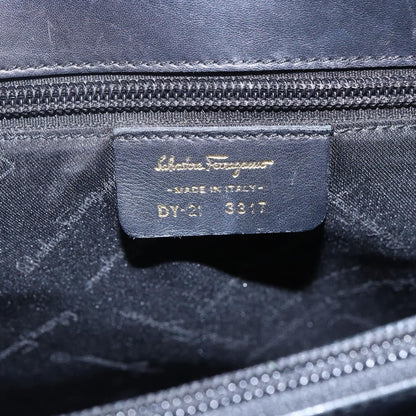 Salvatore Ferragamo
-MADE IN ITALY-
DY-21 3317